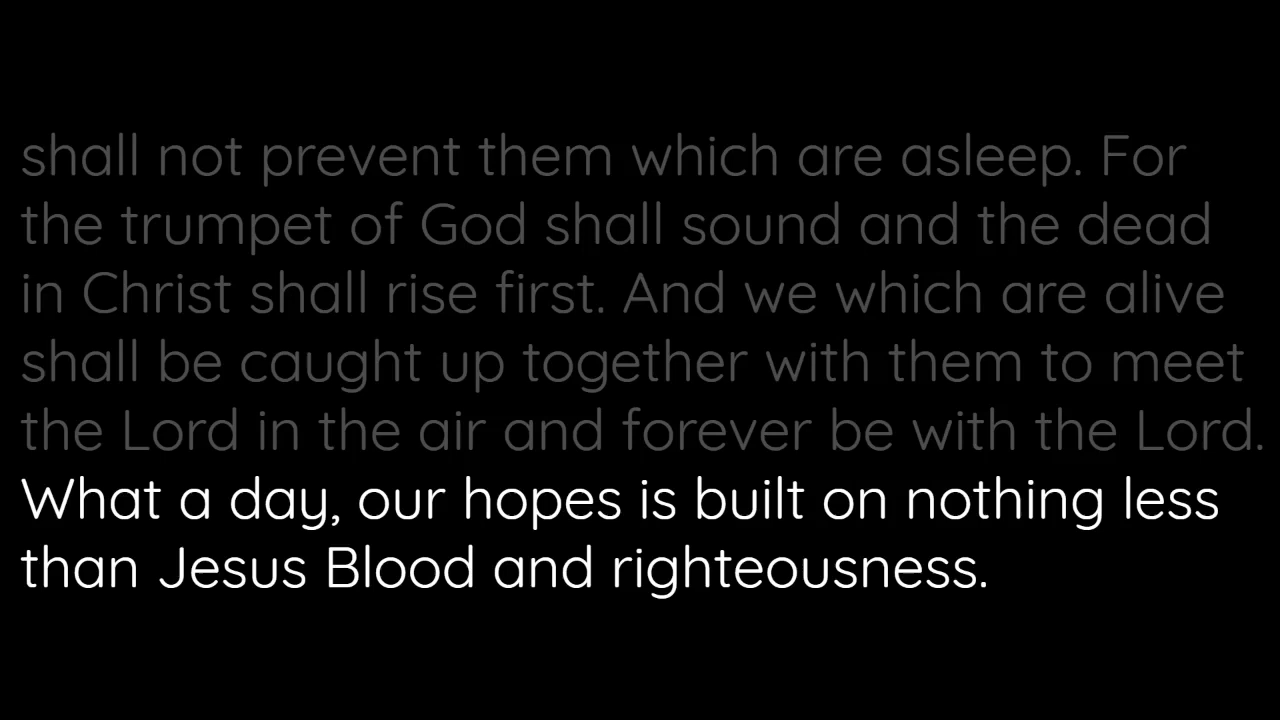 shall not prevent them which are asleep. For
the trumpet of God shall sound and the dead
in Christ shall rise first. And we which are alive
shall be caught up together with them to meet
the Lord in the air and forever be with the Lord.
What a day, our hopes is built on nothing less
than Jesus Blood and righteousness.